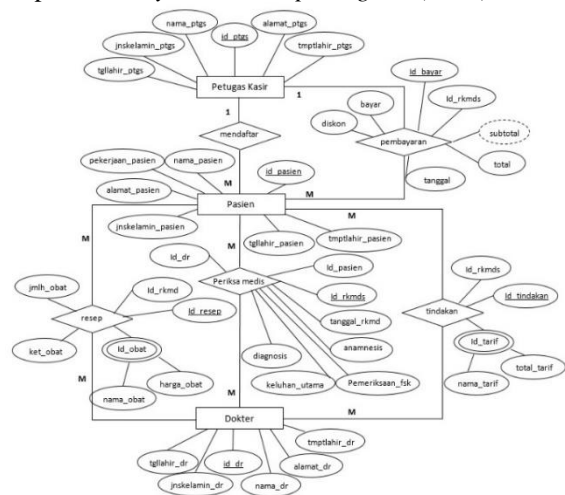 nama_ptgs
id_ptgs
alamat_ptgs
jnskelamin_ptgs
tmptlahir_ptgs
tgllahir_ptgs
Petugas Kasir
1
1
mendaftar
M
Id_bayar
bayar
Id_rkmds
diskon
subtotal
pembayaran
total
tanggal
M
pekerjaan_pasien
nama_pasien
id_pasien
alamat_pasien
Pasien
jnskelamin_pasien
tgllahir_pasien
tmptlahir_pasien
M
M
M
Id_dr
Id_pasien
Periksa medis
Id_rkmds
tanggal_rkmd
anamnesis
diagnosis
keluhan_utama
Pemeriksaan_fsk
jmlh_obat
Id_rkmd
resep
Id_resep
ket_obat
Id_obat
harga_obat
nama_obat
Id_rkmds
tindakan
id_tindakan
Id_tarif
total_tarif
nama_tarif
M
M
M
Dokter
tgllahir_dr
tmptlahir_dr
id_dr
alamat_dr
jnskelamin_dr
nama_dr